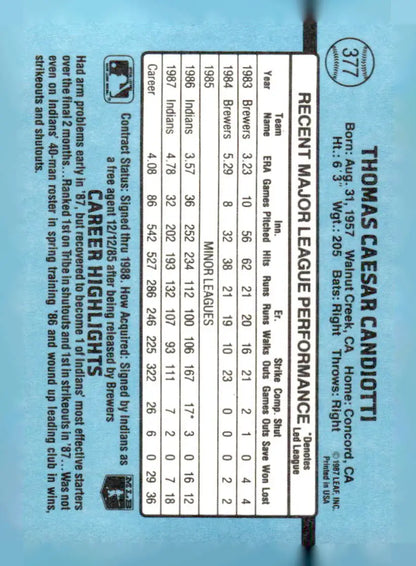 377
THOMAS CAESAR CANDIOTTI
© 1987 LEAF, INC.
Printed in USA
Born: Aug. 31, 1957 Walnut Creek, CA Home: Concord, CA
Ht.: 6' 3" Wgt.: 205 Bats: Right Throws: Right
RECENT MAJOR LEAGUE PERFORMANCE *Denotes Led League
Team Inn. Er. Strike Comp. Shut
Year Name ERA Games Pitched Hits Runs Runs Walks Outs Games Outs Save Won Lost
1983 Brewers 3.23 10 56 62 21 20 16 21 2 1 0 4 4
1984 Brewers 5.29 8 32 38 21 19 10 23 0 0 0 2 2
1985 MINOR LEAGUES
1986 Indians 3.57 36 252 234 112 100 106 167 17* 3 0 16 12
1987 Indians 4.78 32 202 193 132 107 93 111 7 2 0 7 18
Career 4.08 86 542 527 286 246 225 322 26 6 0 29 36
Contract Status: Signed thru 1988. How Acquired: Signed by Indians as
a free agent 12/12/85 after being released by Brewers
MLB
CAREER HIGHLIGHTS
Had arm problems early in '87, but recovered to become 1 of Indians' most effective starters
over the final 2 months... Ranked 1st on Tribe in shutouts and 1st in strikeouts in '87... Was not
even on Indians' 40-man roster in spring training '86 and wound up leading club in wins,
strikeouts and shutouts.